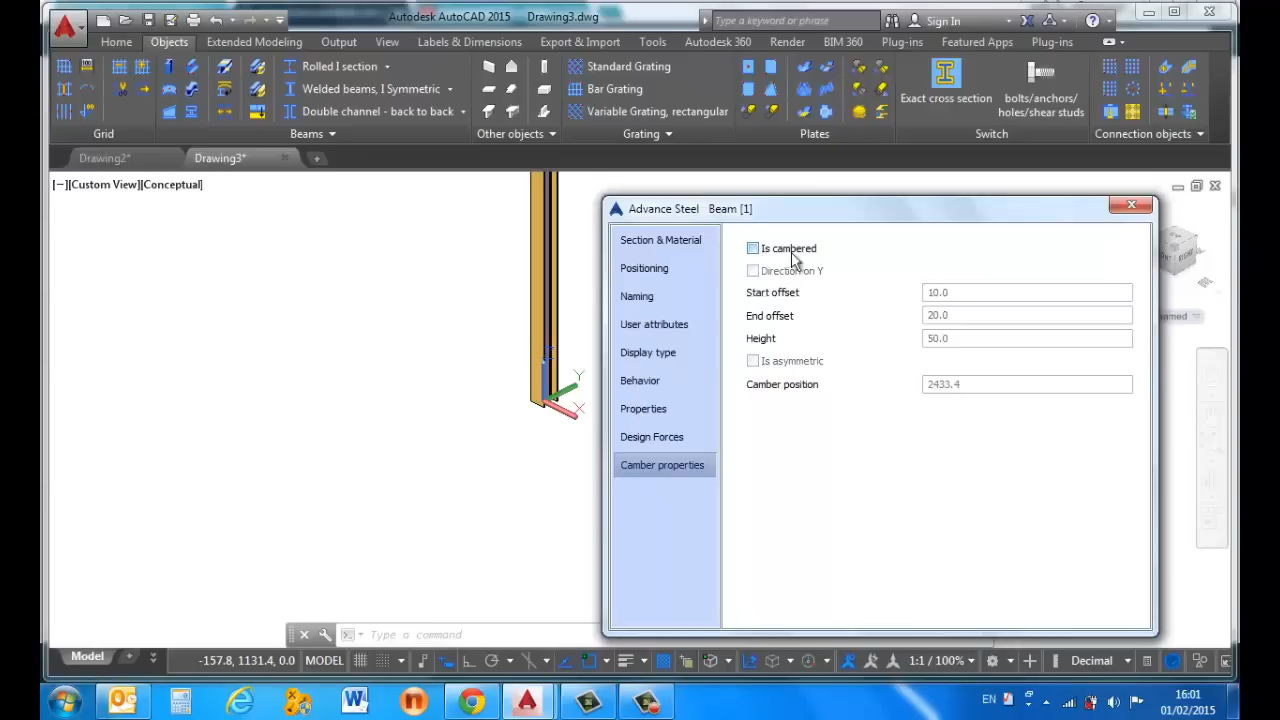 Autodesk AutoCAD 2015 Drawing3.dwg
Type a keyword or phrase
Sign In
Home Objects Extended Modeling Output View Labels & Dimensions Export & Import Tools Autodesk 360 Render BIM 360 Plug-ins Featured Apps Plug-ins
Rolled I section
Standard Grating
Welded beams, I Symmetric
Bar Grating
Exact cross section
bolts/anchors/
Double channel - back to back
Variable Grating, rectangular
holes/shear studs
Grid Beams Other objects Grating Plates Switch Connection objects
Drawing2* Drawing3*
[−][Custom View][Conceptual]
Advance Steel Beam [1]
Section & Material
Positioning
Naming
User attributes
Display type
Behavior
Properties
Design Forces
Camber properties
Is cambered
Direction on Y
Start offset 10.0
End offset 20.0
Height 50.0
Is asymmetric
Camber position 2433.4
Y
X
named
Type a command
Model
-157.8, 1131.4, 0.0 MODEL 1:1 / 100% Decimal
EN
16:01
01/02/2015